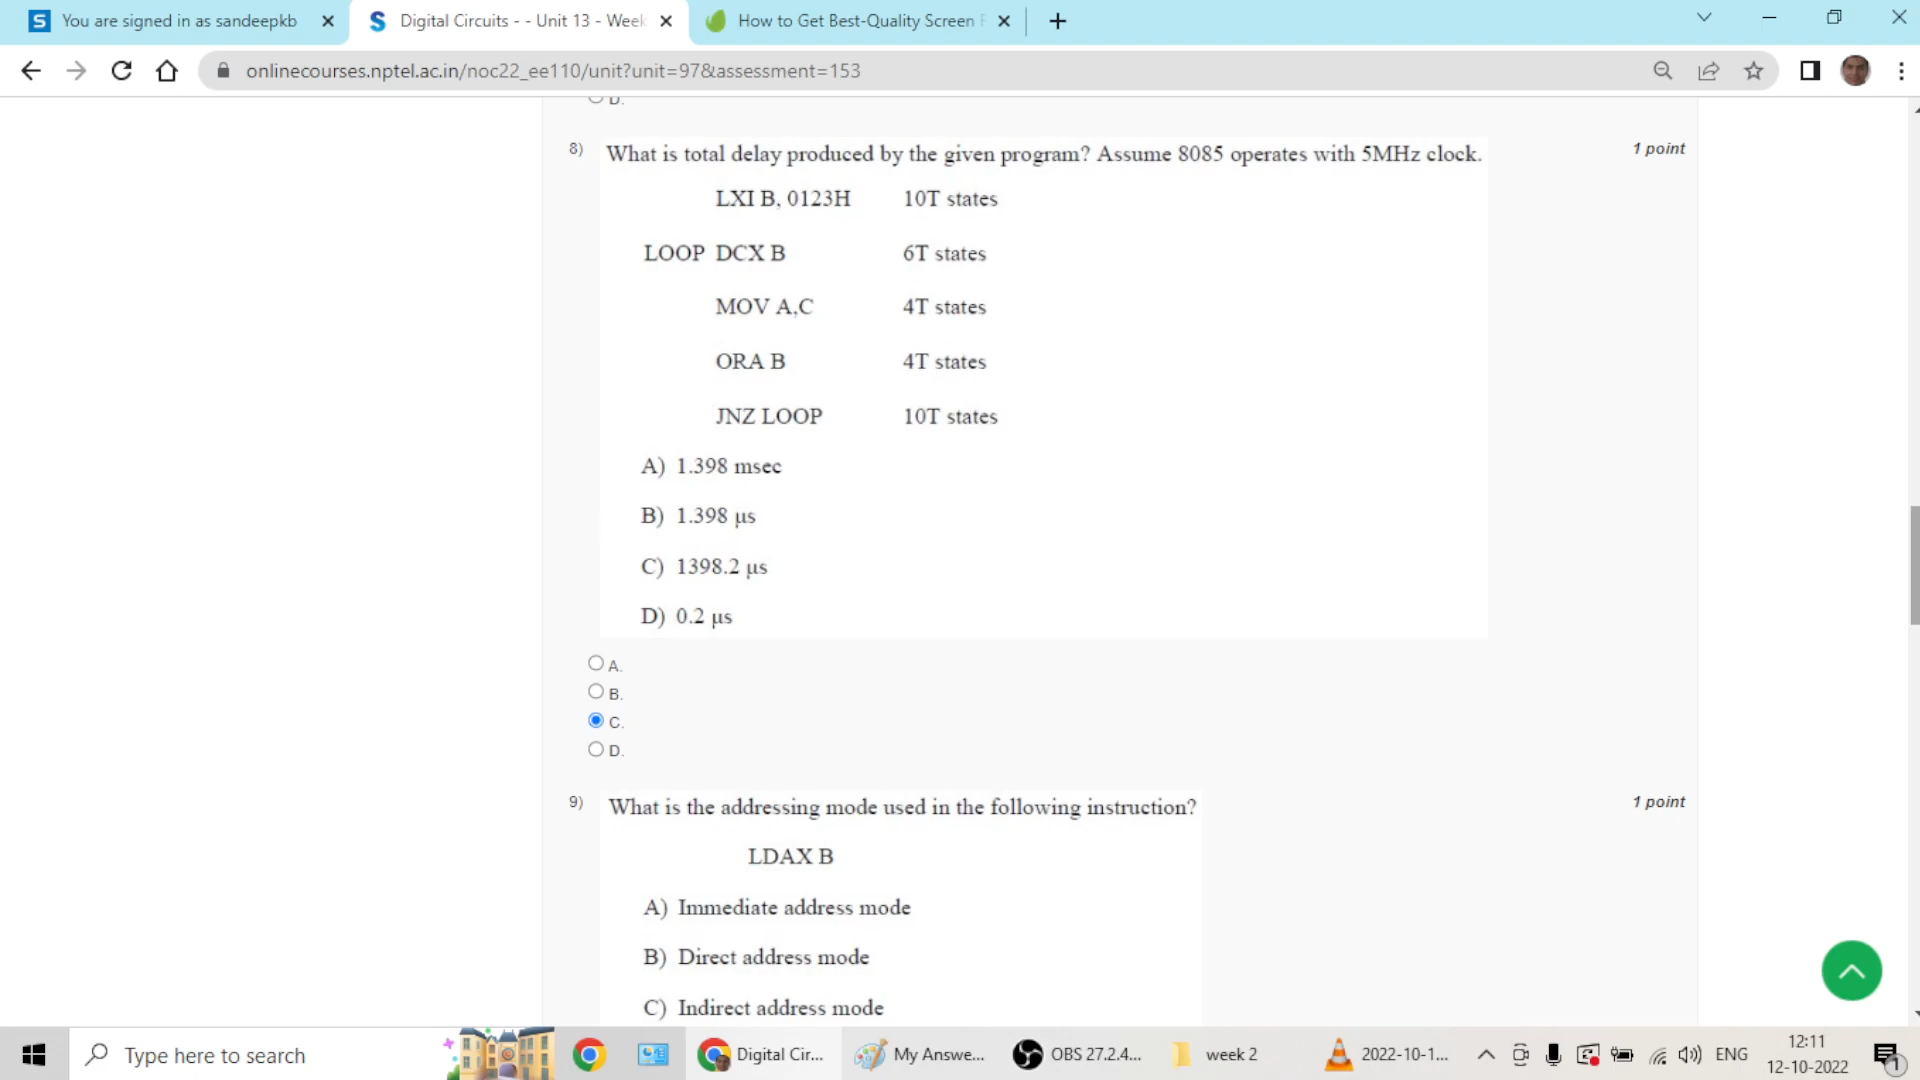 You are signed in as sandeepkb
Digital Circuits - - Unit 13 - Week
How to Get Best-Quality Screen
onlinecourses.nptel.ac.in/noc22_ee110/unit?unit=97&assessment=153
D.
8) What is total delay produced by the given program? Assume 8085 operates with 5MHz clock. 1 point
LXI B, 0123H 10T states
LOOP DCX B 6T states
MOV A,C 4T states
ORA B 4T states
JNZ LOOP 10T states
A) 1.398 msec
B) 1.398 μs
C) 1398.2 μs
D) 0.2 μs
A.
B.
C.
D.
9) What is the addressing mode used in the following instruction? 1 point
LDAX B
A) Immediate address mode
B) Direct address mode
C) Indirect address mode
Type here to search
Digital Cir...
My Answe...
OBS 27.2.4...
week 2
2022-10-1...
ENG
12:11
12-10-2022
1